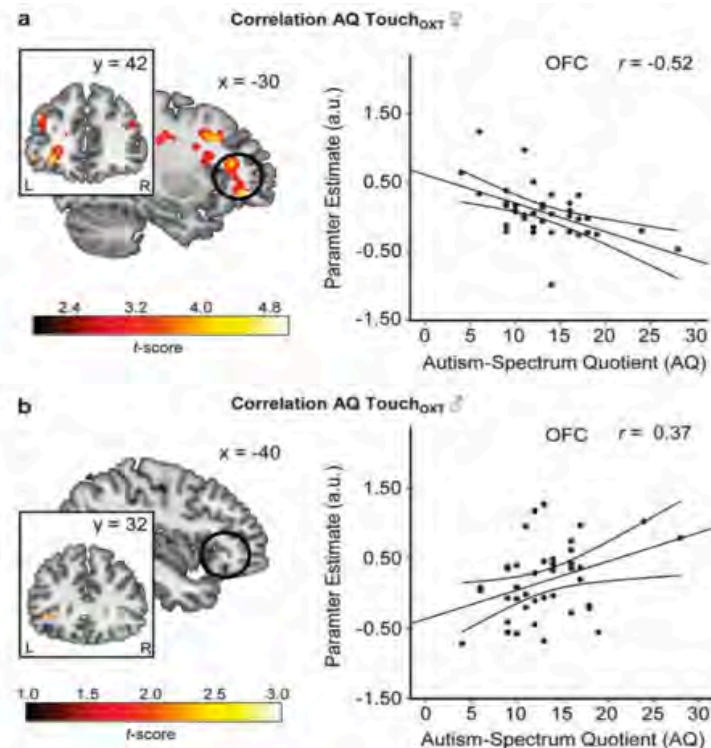 a
Correlation AQ Touch OXT ♀
y = 42
x = -30
L R
2.4 3.2 4.0 4.8
t-score
OFC r = -0.52
Paramter Estimate (a.u.)
1.50
0.50
-0.50
-1.50
0 5 10 15 20 25 30
Autism-Spectrum Quotient (AQ)
b
Correlation AQ Touch OXT ♂
x = -40
y = 32
L R
1.0 1.5 2.0 2.5 3.0
t-score
OFC r = 0.37
Paramter Estimate (a.u.)
1.50
0.50
-0.50
-1.50
0 5 10 15 20 25 30
Autism-Spectrum Quotient (AQ)